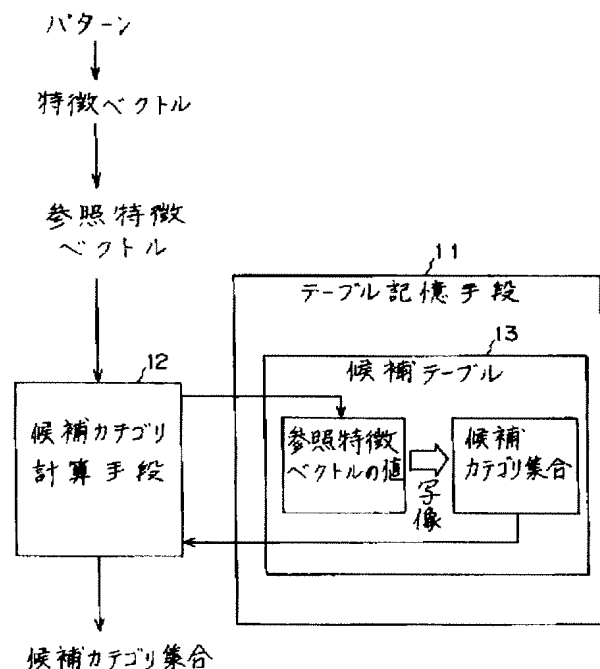 パターン
特徴ベクトル
参照特徴
ベクトル
11
テーブル記憶手段
13
候補テーブル
12
候補カテゴリ
計算手段
参照特徴
ベクトルの値
写像
候補
カテゴリ集合
候補カテゴリ集合